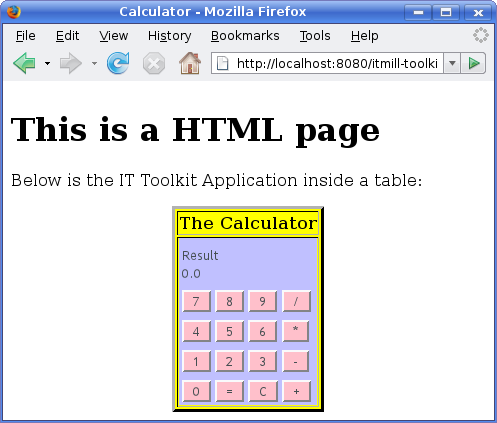 Calculator - Mozilla Firefox
File Edit View History Bookmarks Tools Help
http://localhost:8080/itmill-toolki
This is a HTML page
Below is the IT Toolkit Application inside a table:
The Calculator
Result
0.0
7 8 9 /
4 5 6 *
1 2 3 -
0 = C +